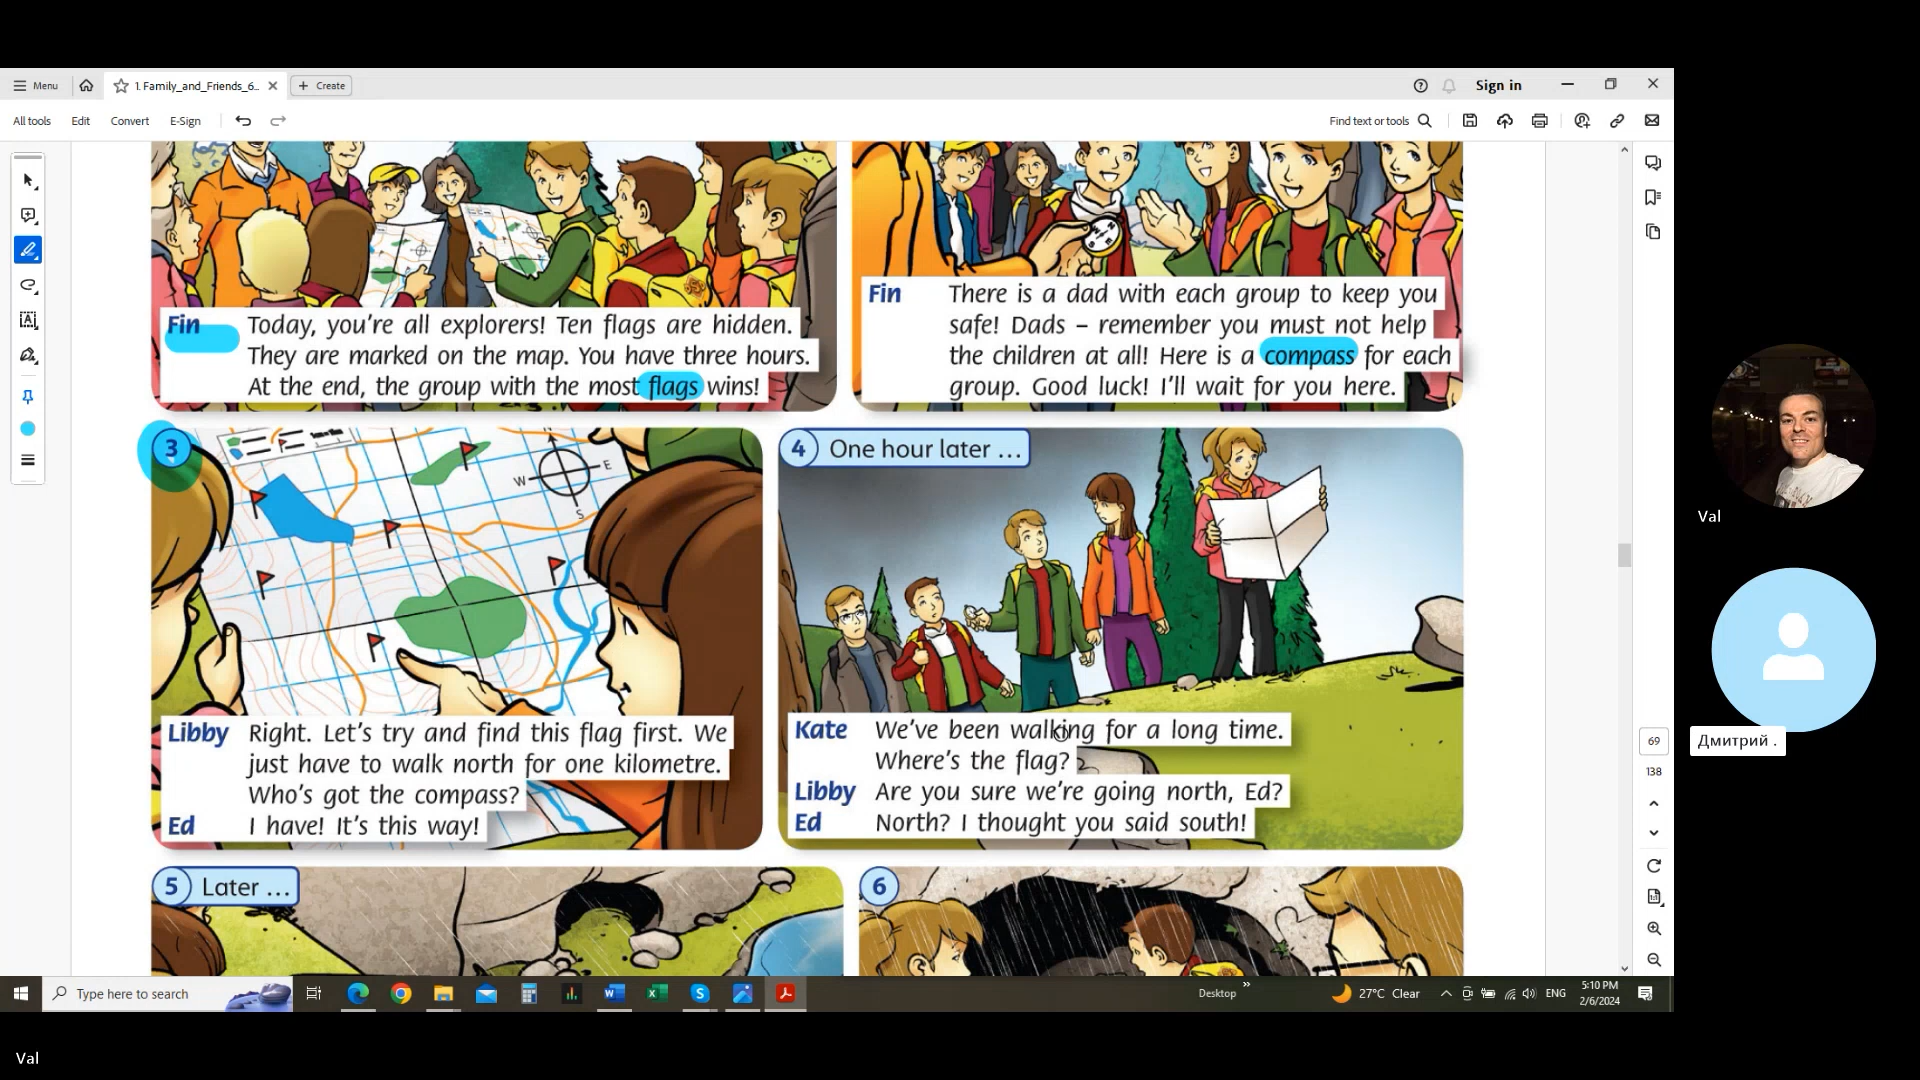 Menu
1. Family_and_Friends_6...
Create
Sign in
All tools
Edit
Convert
E-Sign
Find text or tools
Fin Today, you're all explorers! Ten flags are hidden.
They are marked on the map. You have three hours.
At the end, the group with the most flags wins!
Fin There is a dad with each group to keep you
safe! Dads – remember you must not help
the children at all! Here is a compass for each
group. Good luck! I'll wait for you here.
3
W
E
S
Libby Right. Let's try and find this flag first. We
just have to walk north for one kilometre.
Who's got the compass?
Ed I have! It's this way!
4 One hour later ...
Kate We've been walking for a long time.
Where's the flag?
Libby Are you sure we're going north, Ed?
Ed North? I thought you said south!
5 Later ...
6
69
138
Val
Дмитрий .
Type here to search
Desktop
27°C Clear
ENG
5:10 PM
2/6/2024
Val